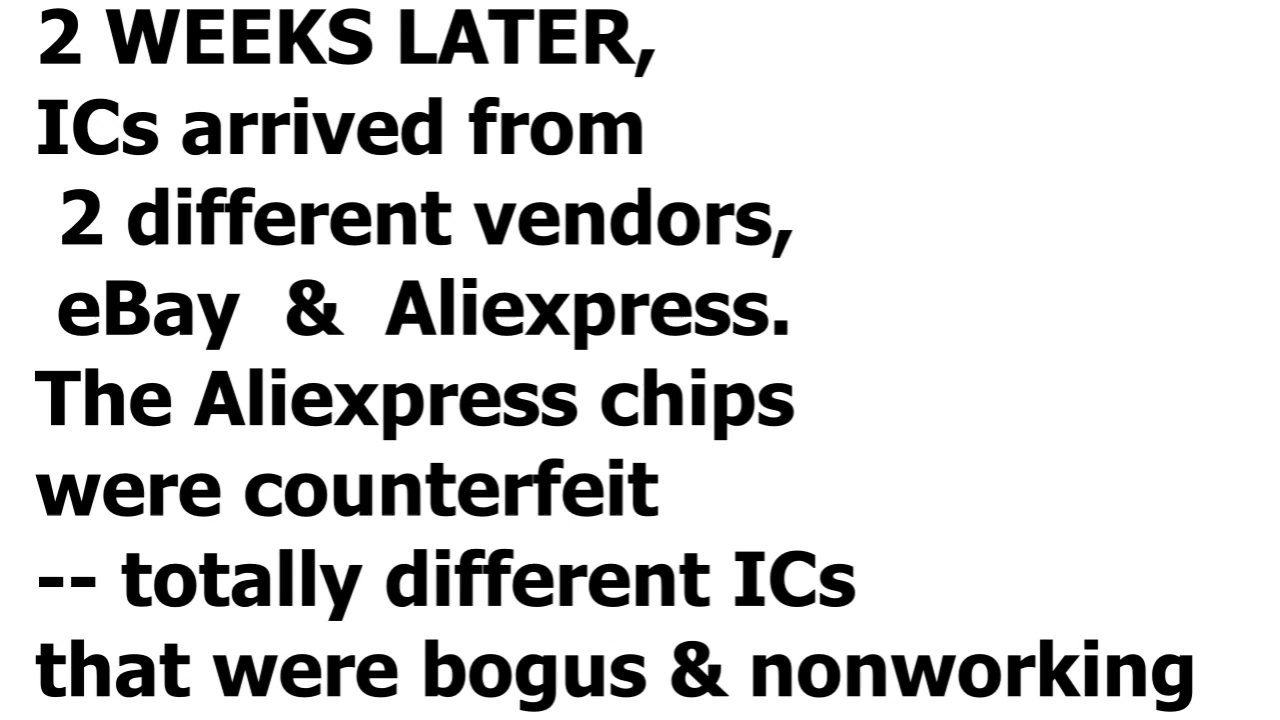 2 WEEKS LATER,
ICs arrived from
2 different vendors,
eBay & Aliexpress.
The Aliexpress chips
were counterfeit
-- totally different ICs
that were bogus & nonworking